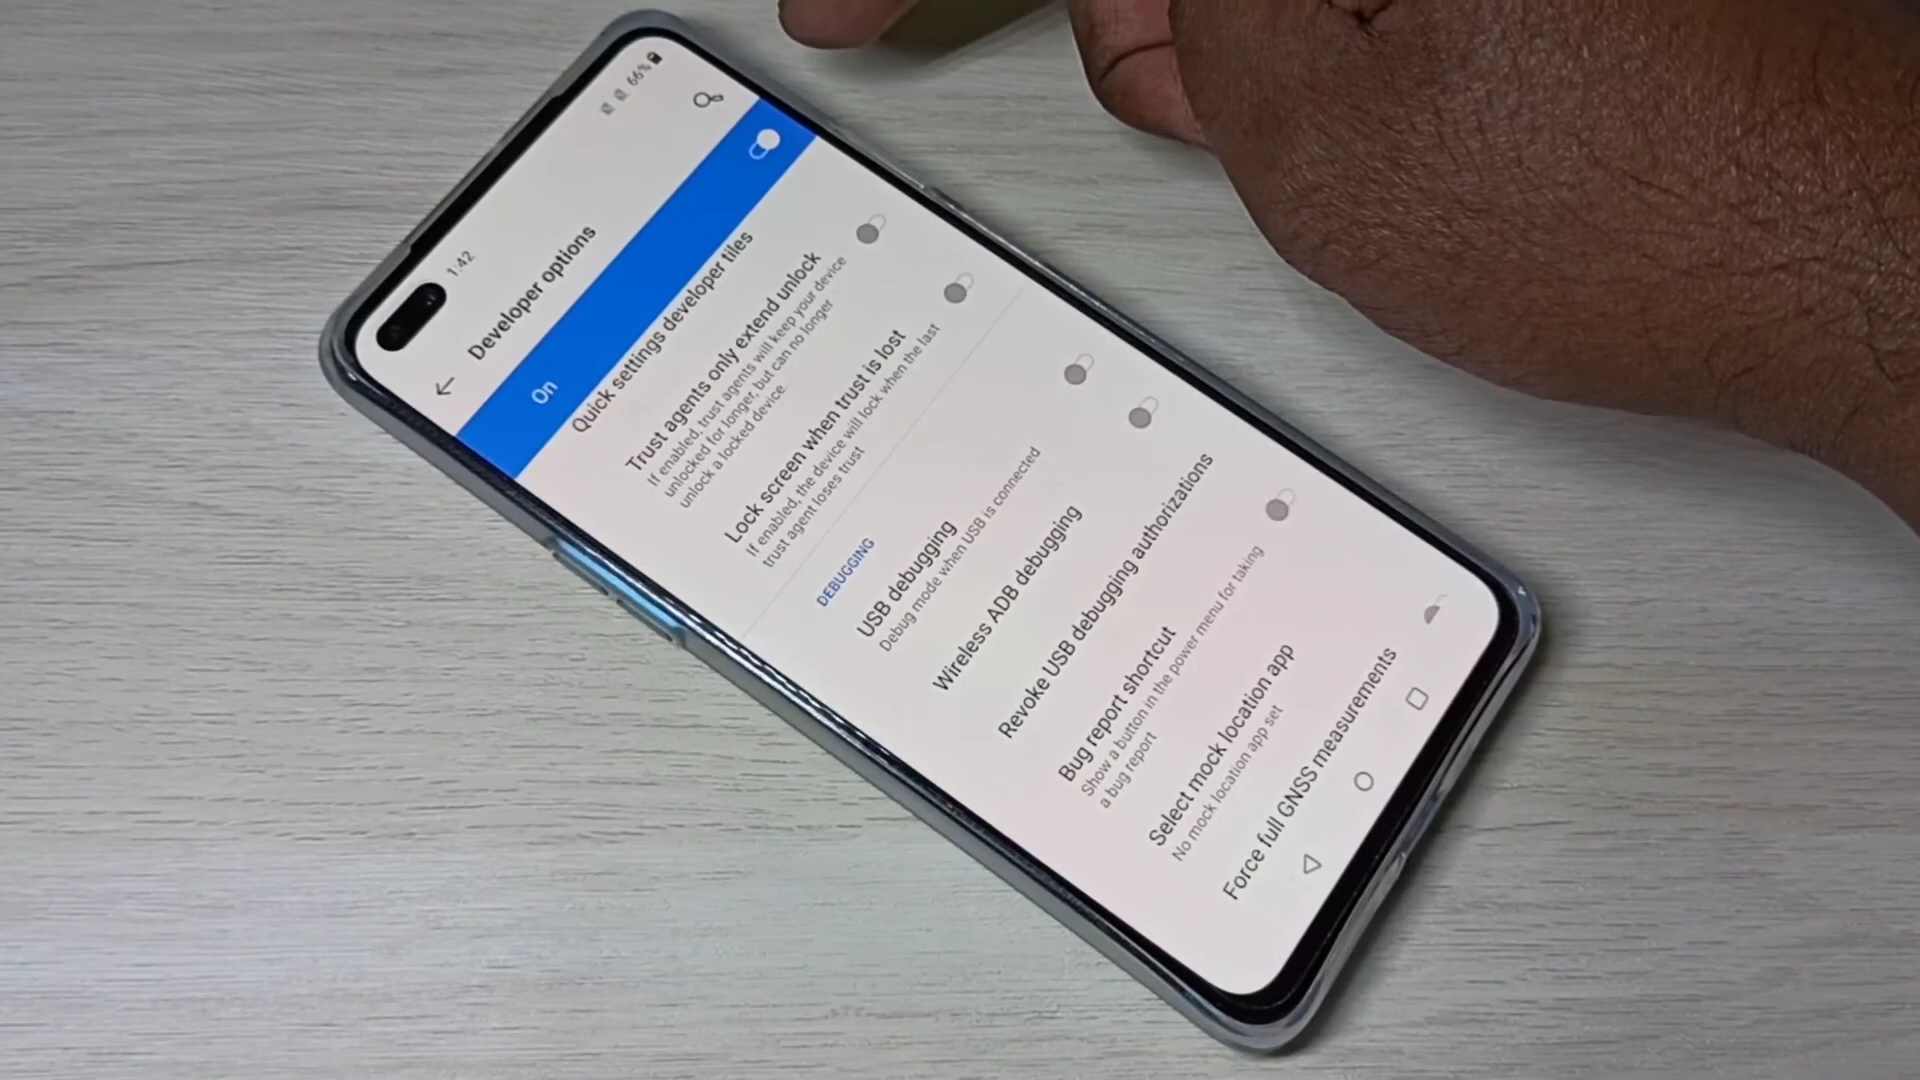 1:42
66%
Developer options
On
Quick settings developer tiles
Trust agents only extend unlock
If enabled, trust agents will keep your device
unlocked for longer, but can no longer
unlock a locked device.
Lock screen when trust is lost
If enabled, the device will lock when the last
trust agent loses trust
DEBUGGING
USB debugging
Debug mode when USB is connected
Wireless ADB debugging
Revoke USB debugging authorizations
Bug report shortcut
Show a button in the power menu for taking
a bug report
Select mock location app
No mock location app set
Force full GNSS measurements